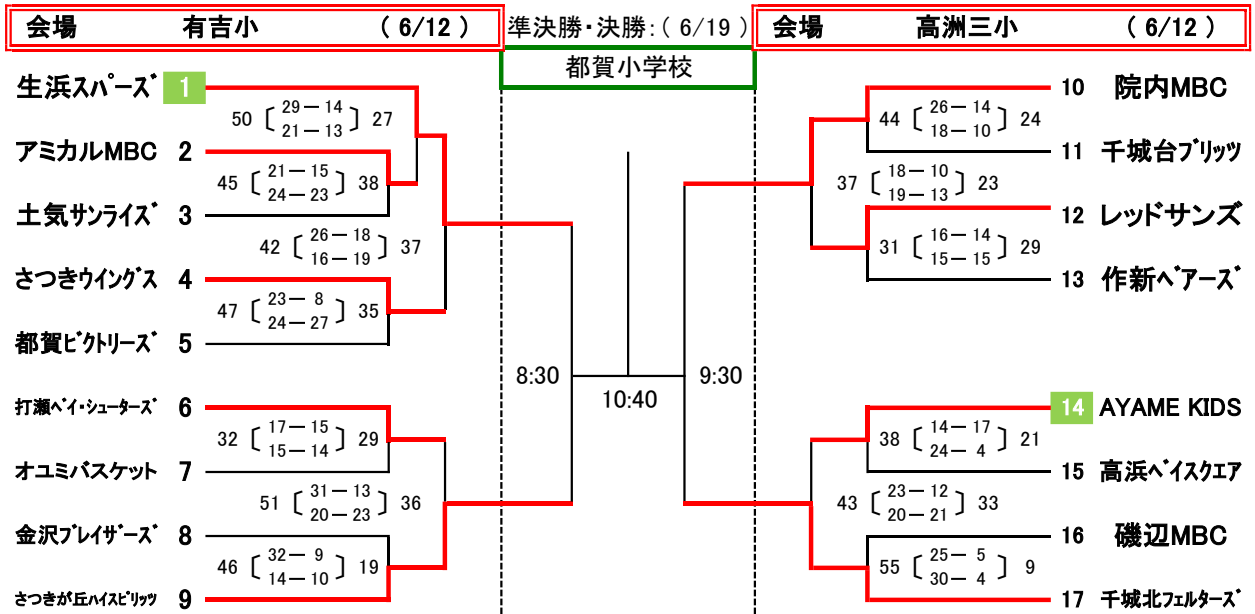 会場 有吉小 ( 6/12 ) 準決勝・決勝:( 6/19 ) 会場 高洲三小 ( 6/12 )
都賀小学校
生浜スパーズ 1
50 〔 29－14 21－13 〕 27
アミカルMBC 2
45 〔 21－15 24－23 〕 38
土気サンライズ 3
42 〔 26－18 16－19 〕 37
さつきウイングス 4
47 〔 23－ 8 24－27 〕 35
都賀ビクトリーズ 5
打瀬ベイ・シューターズ 6
32 〔 17－15 15－14 〕 29
オユミバスケット 7
51 〔 31－13 20－23 〕 36
金沢ブレイザーズ 8
46 〔 32－ 9 14－10 〕 19
さつきが丘ハイスピリッツ 9
8:30
10:40
9:30
10 院内MBC
44 〔 26－14 18－10 〕 24
11 千城台ブリッツ
37 〔 18－10 19－13 〕 23
12 レッドサンズ
31 〔 16－14 15－15 〕 29
13 作新ベアーズ
14 AYAME KIDS
38 〔 14－17 24－ 4 〕 21
15 高浜ベイスクエア
43 〔 23－12 20－21 〕 33
16 磯辺MBC
55 〔 25－ 5 30－ 4 〕 9
17 千城北フェルターズ